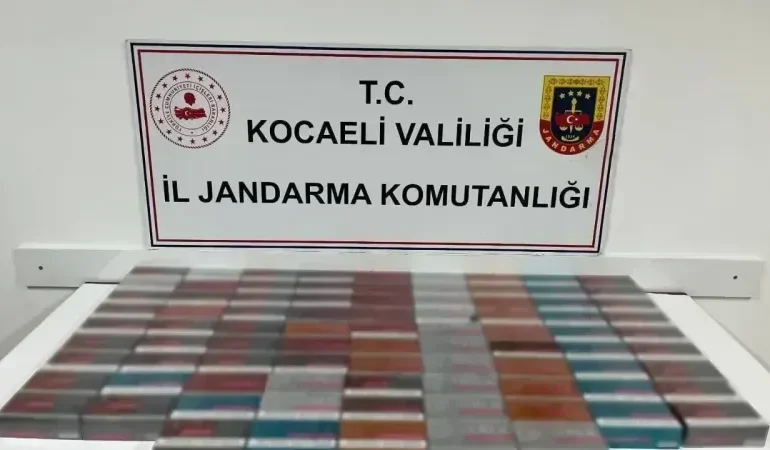 T.C.
KOCAELİ VALİLİĞİ
İL JANDARMA KOMUTANLIĞI
JANDARMA